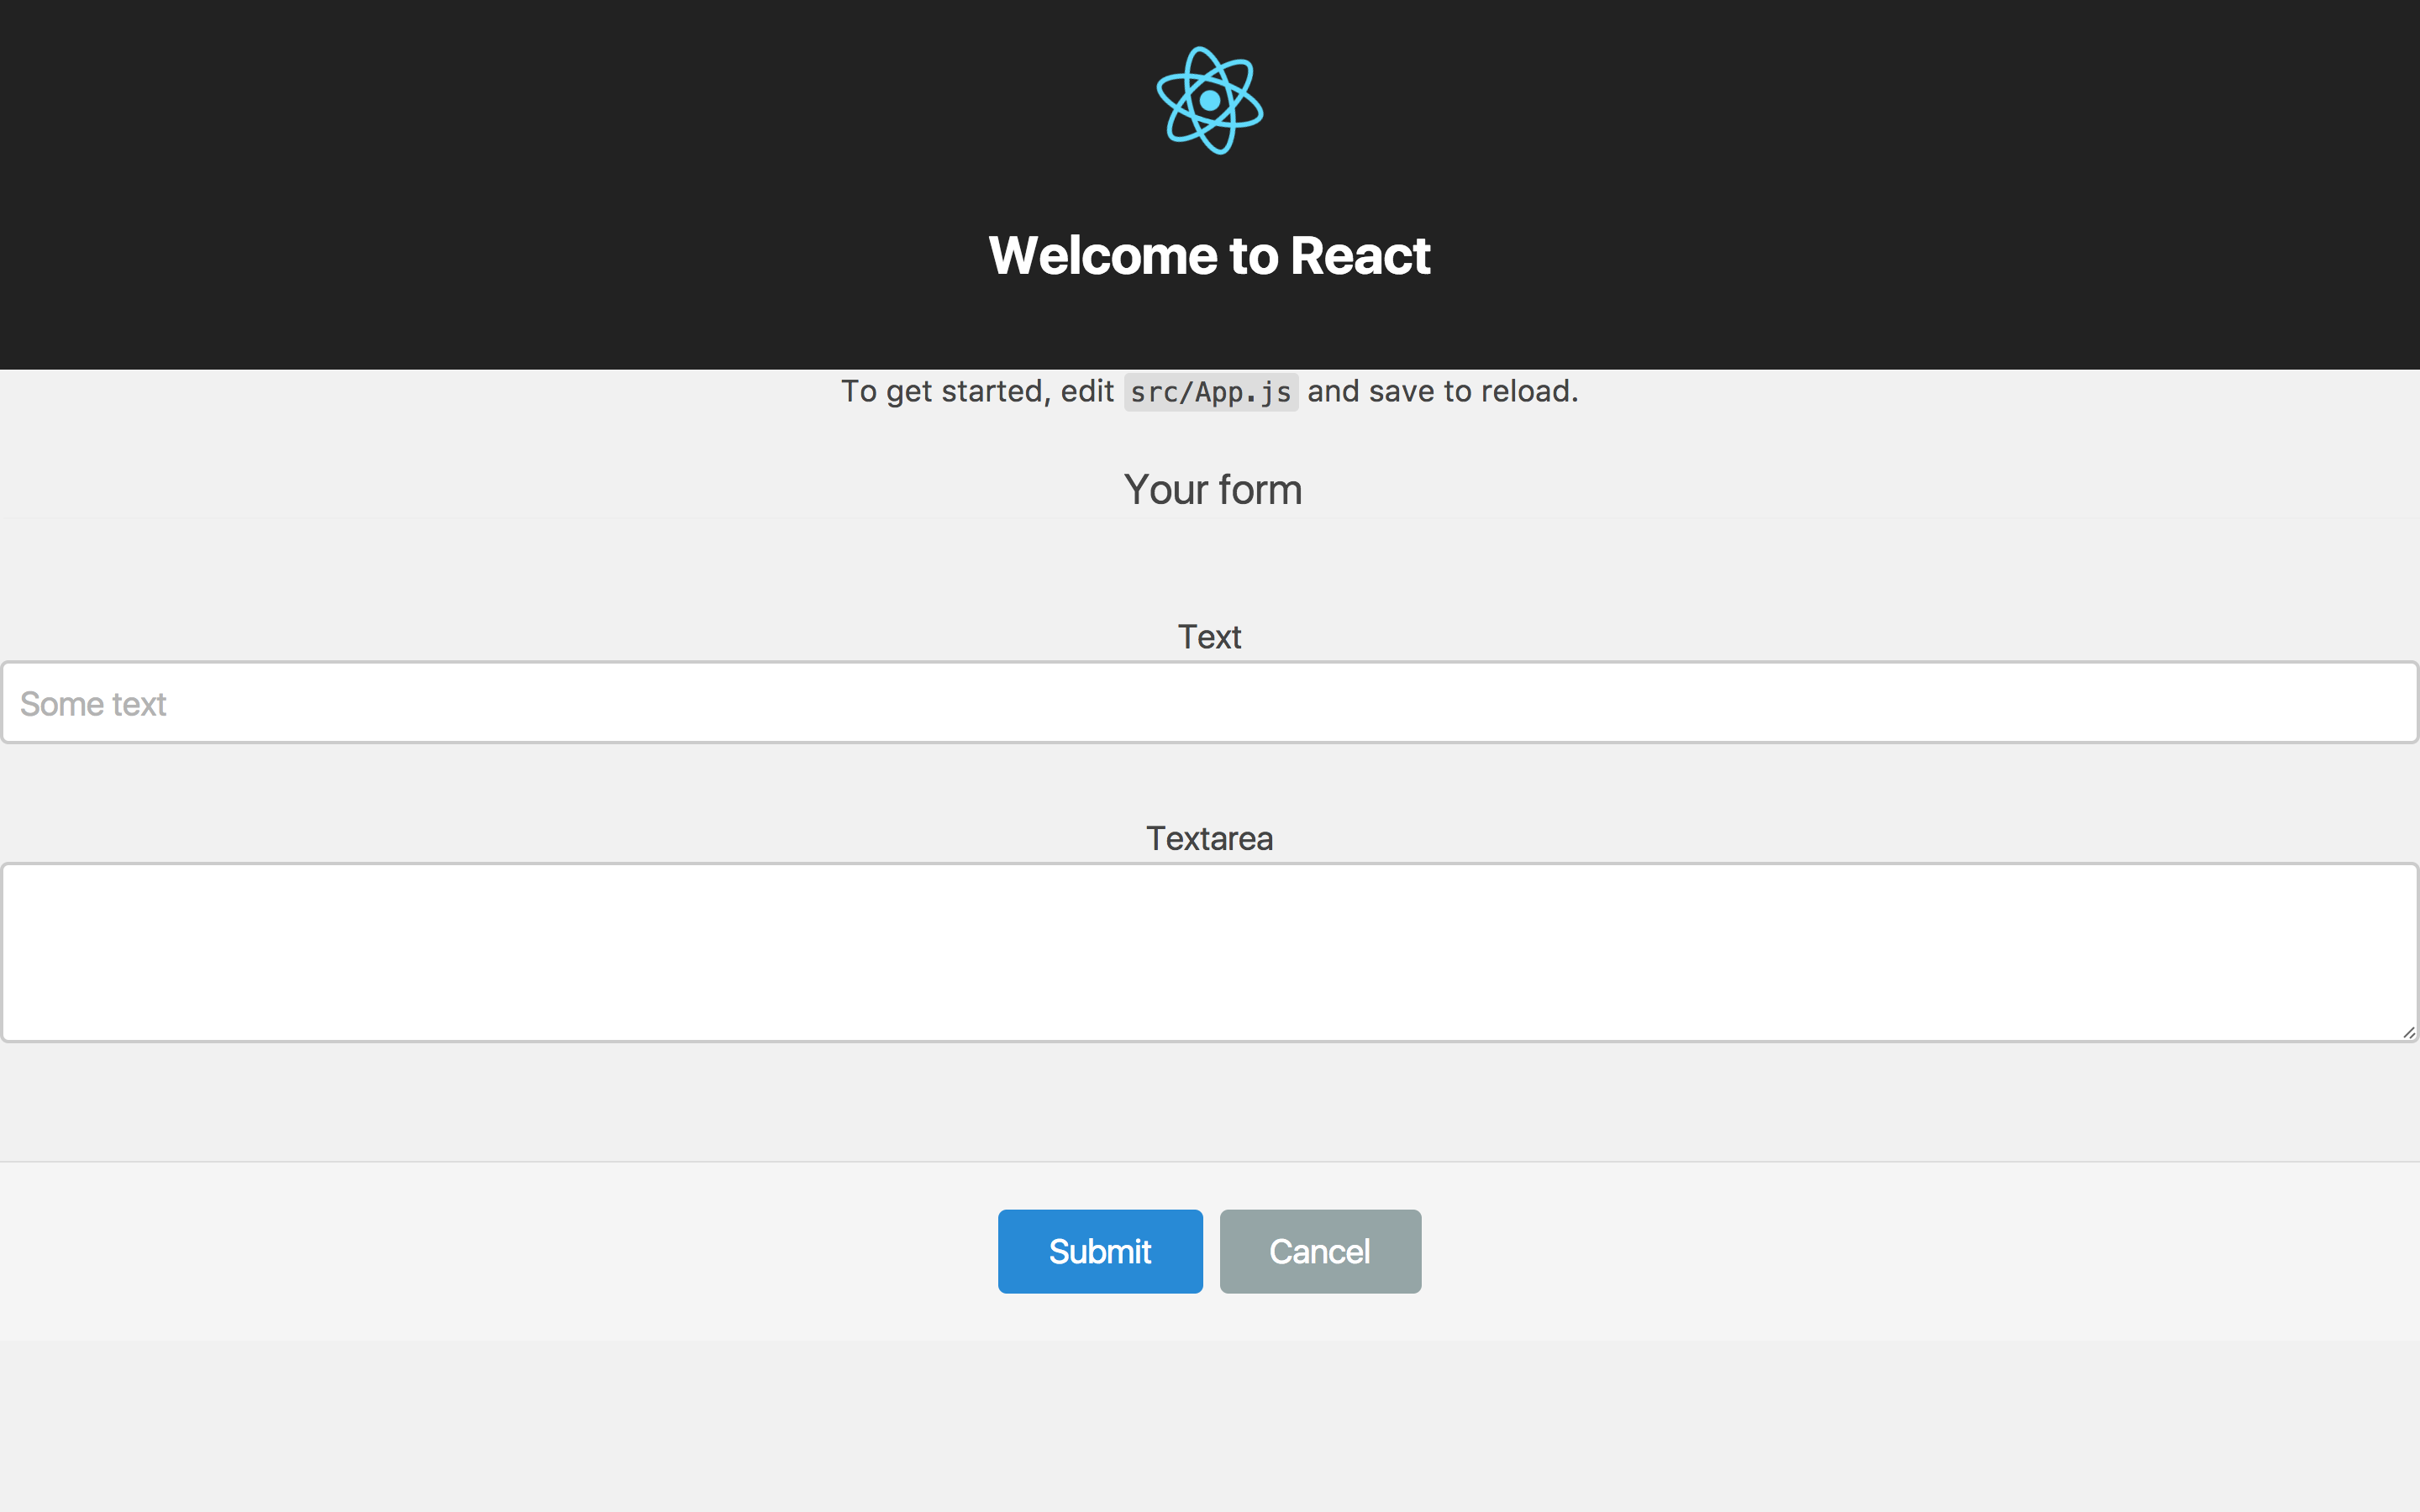 Welcome to React
To get started, edit src/App.js and save to reload.
Your form
Text
Some text
Textarea
Submit
Cancel